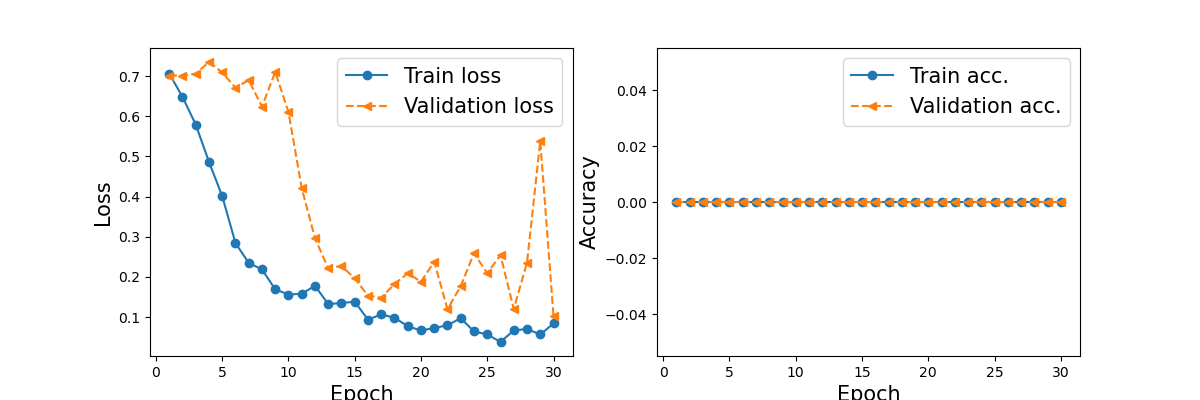 Train loss
Validation loss
0.7
0.6
0.5
0.4
0.3
0.2
0.1
Loss
0 5 10 15 20 25 30
Epoch
Train acc.
Validation acc.
0.04
0.02
0.00
−0.02
−0.04
Accuracy
0 5 10 15 20 25 30
Epoch